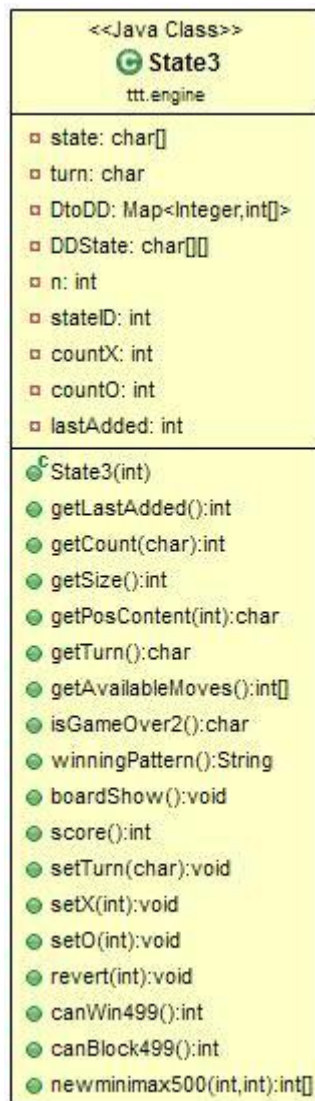 <<Java Class>>
State3
ttt.engine
state: char[]
turn: char
DtoDD: Map<Integer,int[]>
DDState: char[][]
n: int
stateID: int
countX: int
countO: int
lastAdded: int
State3(int)
getLastAdded():int
getCount(char):int
getSize():int
getPosContent(int):char
getTurn():char
getAvailableMoves():int[]
isGameOver2():char
winningPattern():String
boardShow():void
score():int
setTurn(char):void
setX(int):void
setO(int):void
revert(int):void
canWin499():int
canBlock499():int
newminimax500(int,int):int[]